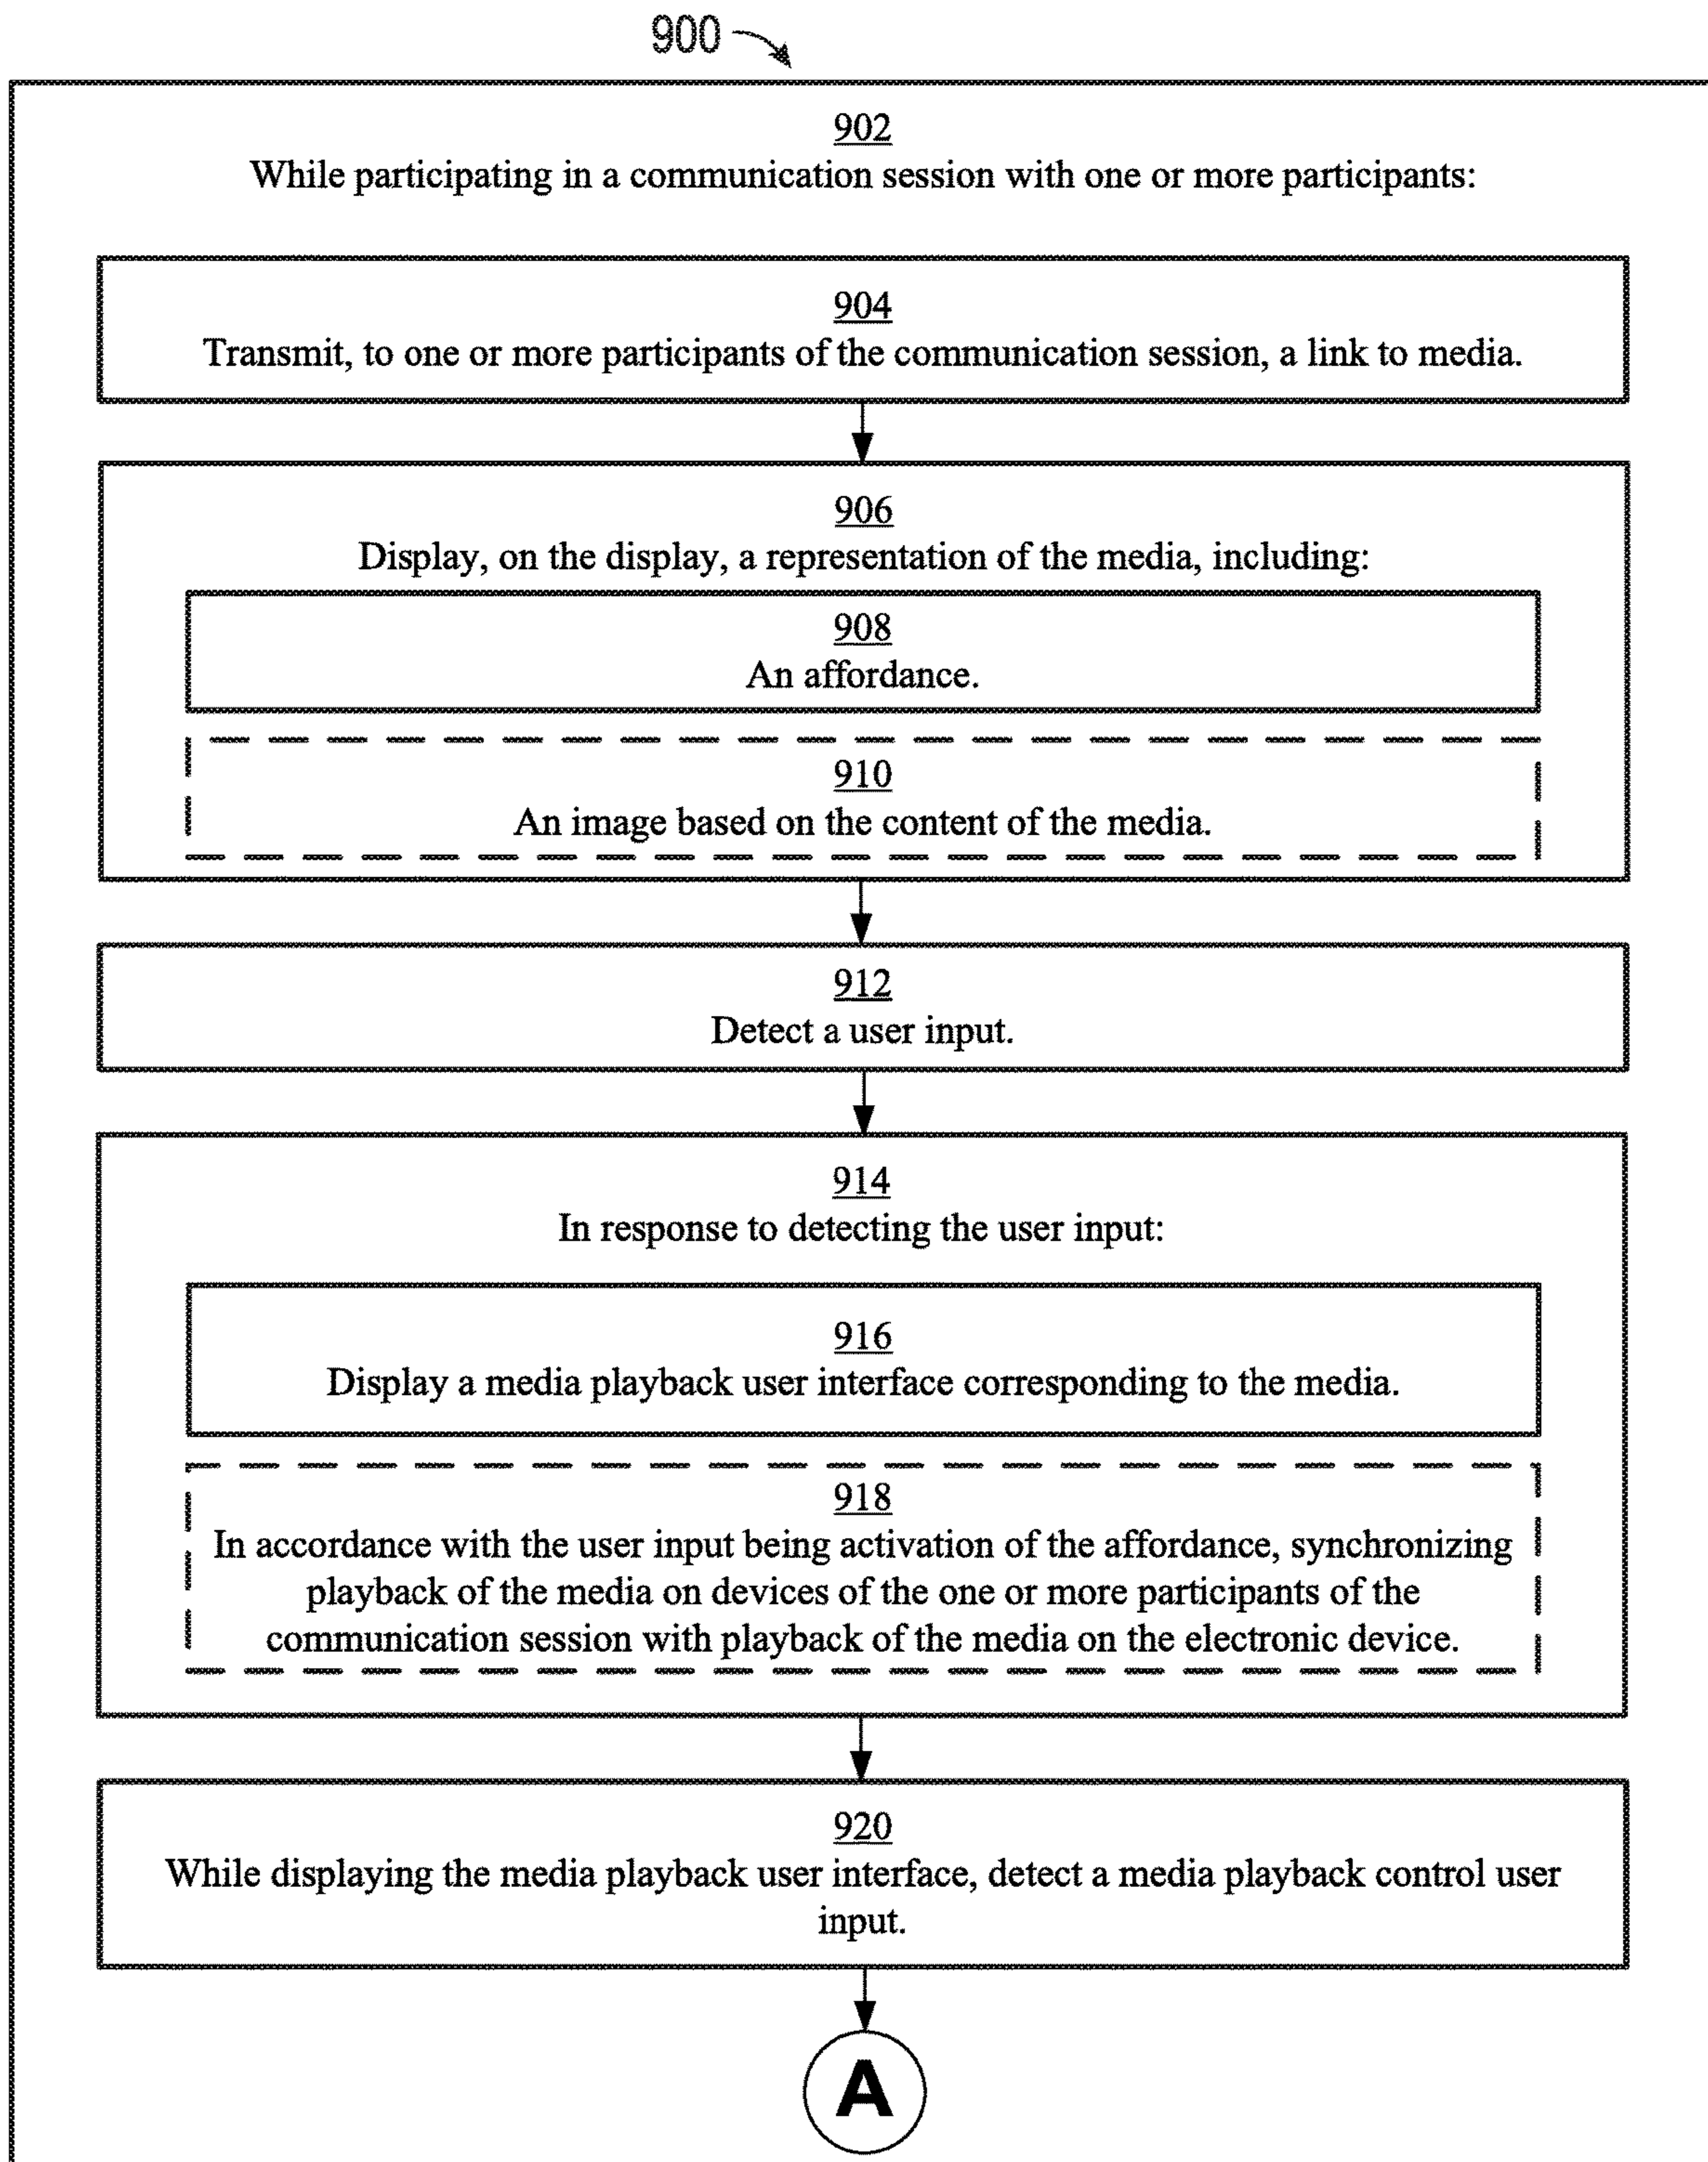 900
902
While participating in a communication session with one or more participants:
904
Transmit, to one or more participants of the communication session, a link to media.
906
Display, on the display, a representation of the media, including:
908
An affordance.
910
An image based on the content of the media.
912
Detect a user input.
914
In response to detecting the user input:
916
Display a media playback user interface corresponding to the media.
918
In accordance with the user input being activation of the affordance, synchronizing
playback of the media on devices of the one or more participants of the
communication session with playback of the media on the electronic device.
920
While displaying the media playback user interface, detect a media playback control user
input.
A